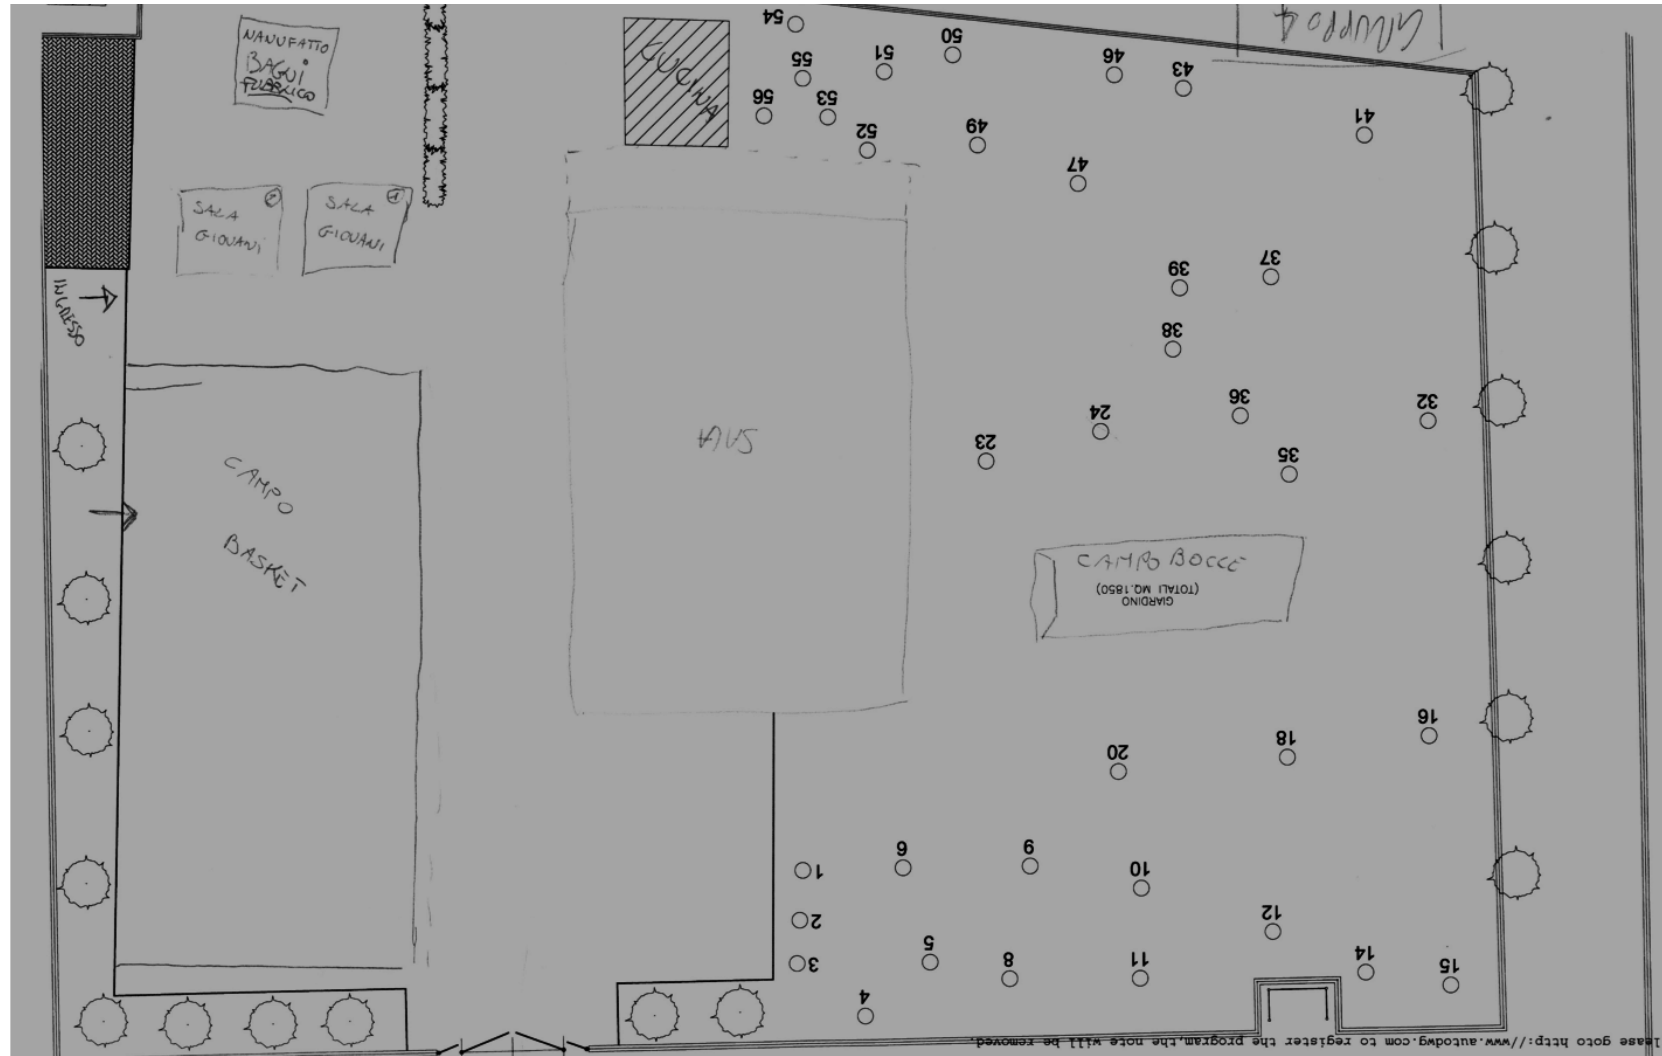 GRUPPO 4
NANUFATTO
BAGNI
PUBBLICO
CUCINA
54
50
55
51
46
43
56
53
52
49
41
47
SALA
GIOVANI
2
SALA
GIOVANI
1
INGRESSO
39
37
38
36
32
24
23
35
CAMPO
BASKET
CAMPO BOCCE
GIARDINO
(TOTALI MQ.1850)
16
18
20
1
6
9
10
2
12
3
5
8
11
14
15
4
lease goto http://www.autodwg.com to register the program,the note will be removed.